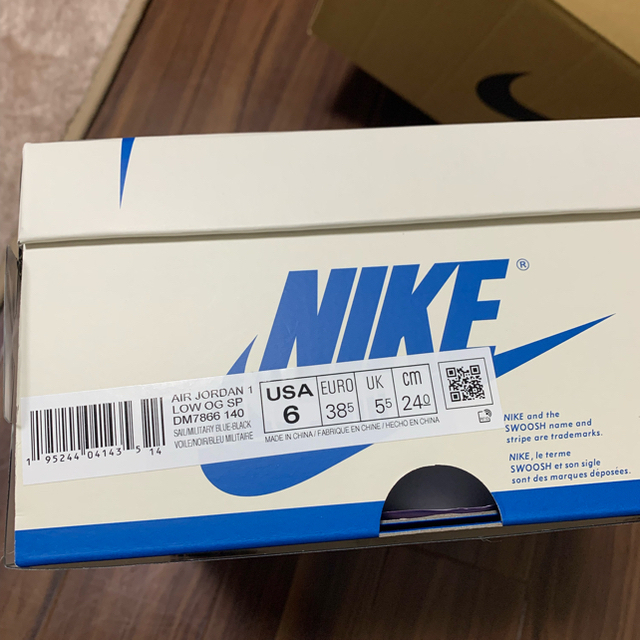 NIKE®
AIR JORDAN 1
LOW OG SP
DM7866 140
SAIL/MILITARY BLUE-BLACK
VOILE/NOIR/BLEU MILITAIRE
USA
6
EURO
38.5
UK
5.5
cm
24.0
MADE IN CHINA / FABRIQUÉ EN CHINE / HECHO EN CHINA
1 95244 04143 5 14
NIKE and the
SWOOSH name and
stripe are trademarks.
NIKE, le terme
SWOOSH et son sigle
sont des marques déposées.